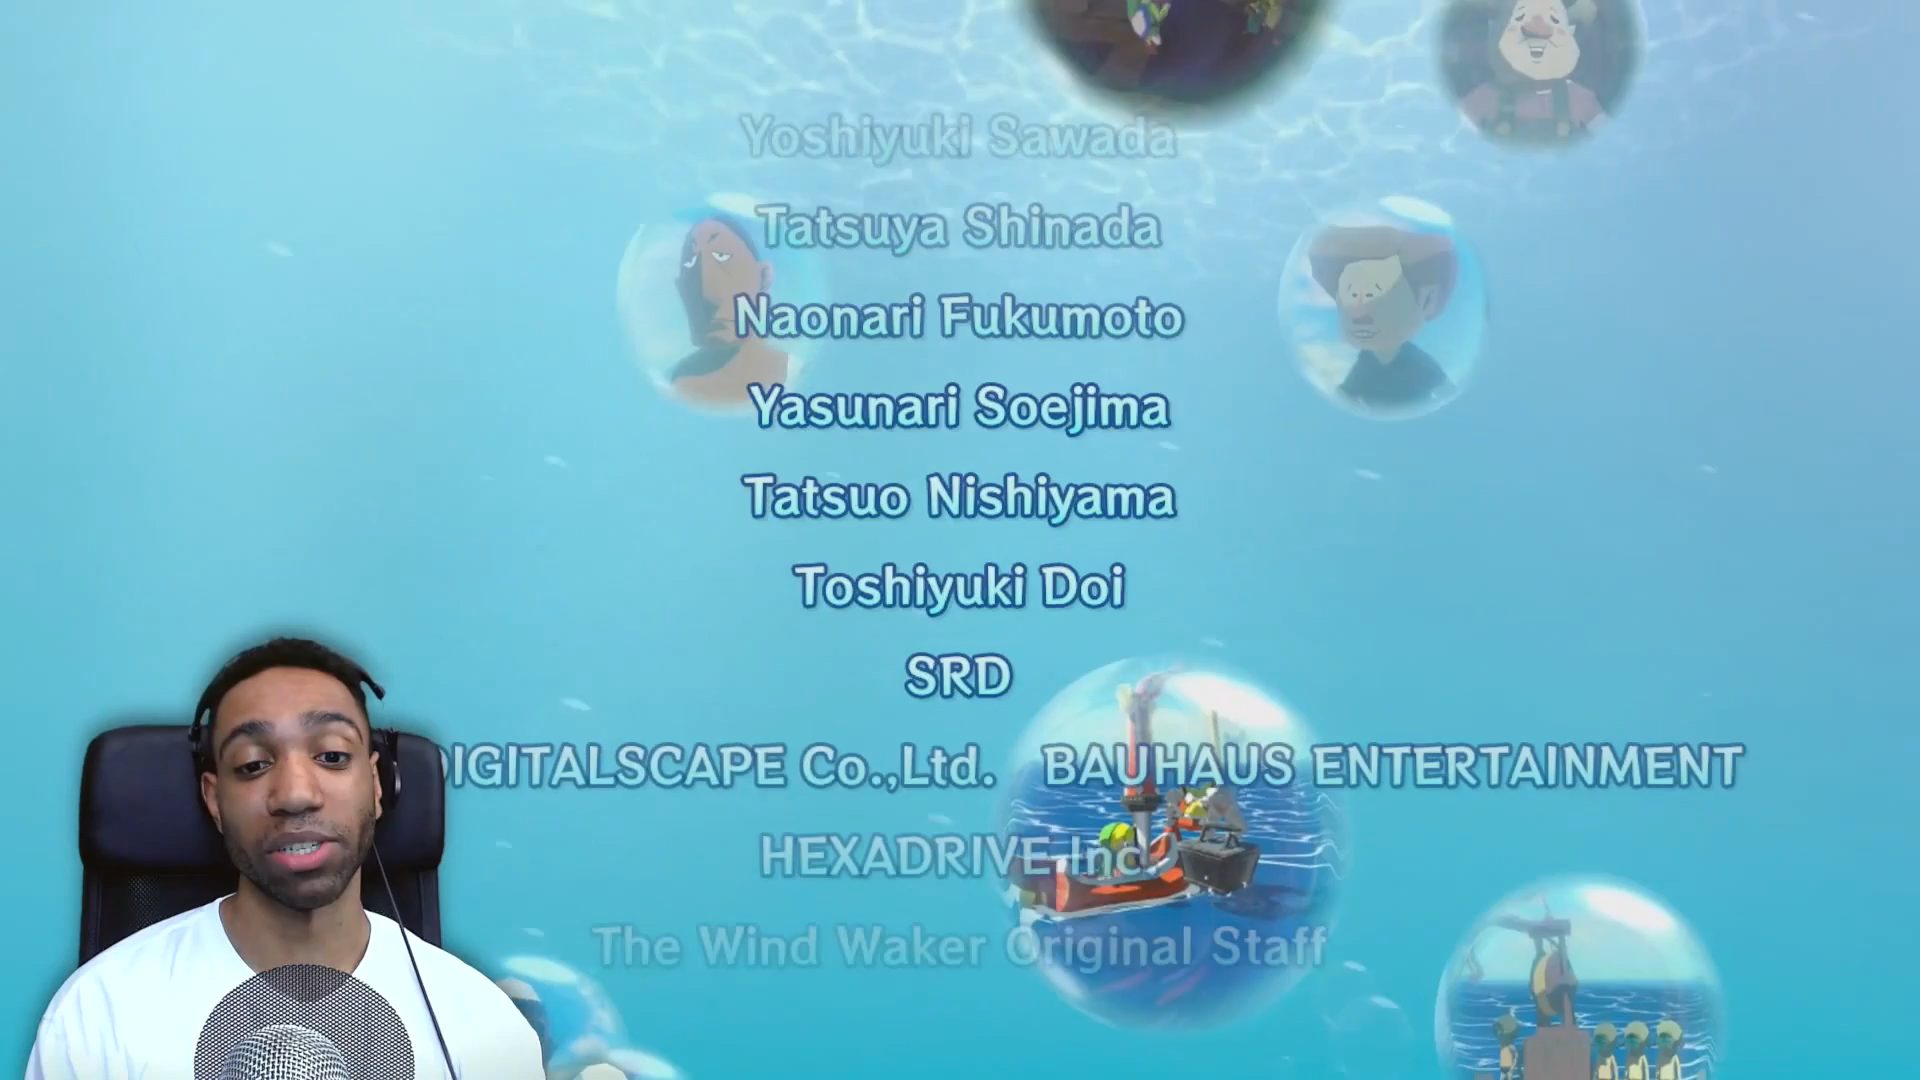 Yoshiyuki Sawada
Tatsuya Shinada
Naonari Fukumoto
Yasunari Soejima
Tatsuo Nishiyama
Toshiyuki Doi
SRD
DIGITALSCAPE Co.,Ltd. BAUHAUS ENTERTAINMENT
HEXADRIVE Inc.
The Wind Waker Original Staff